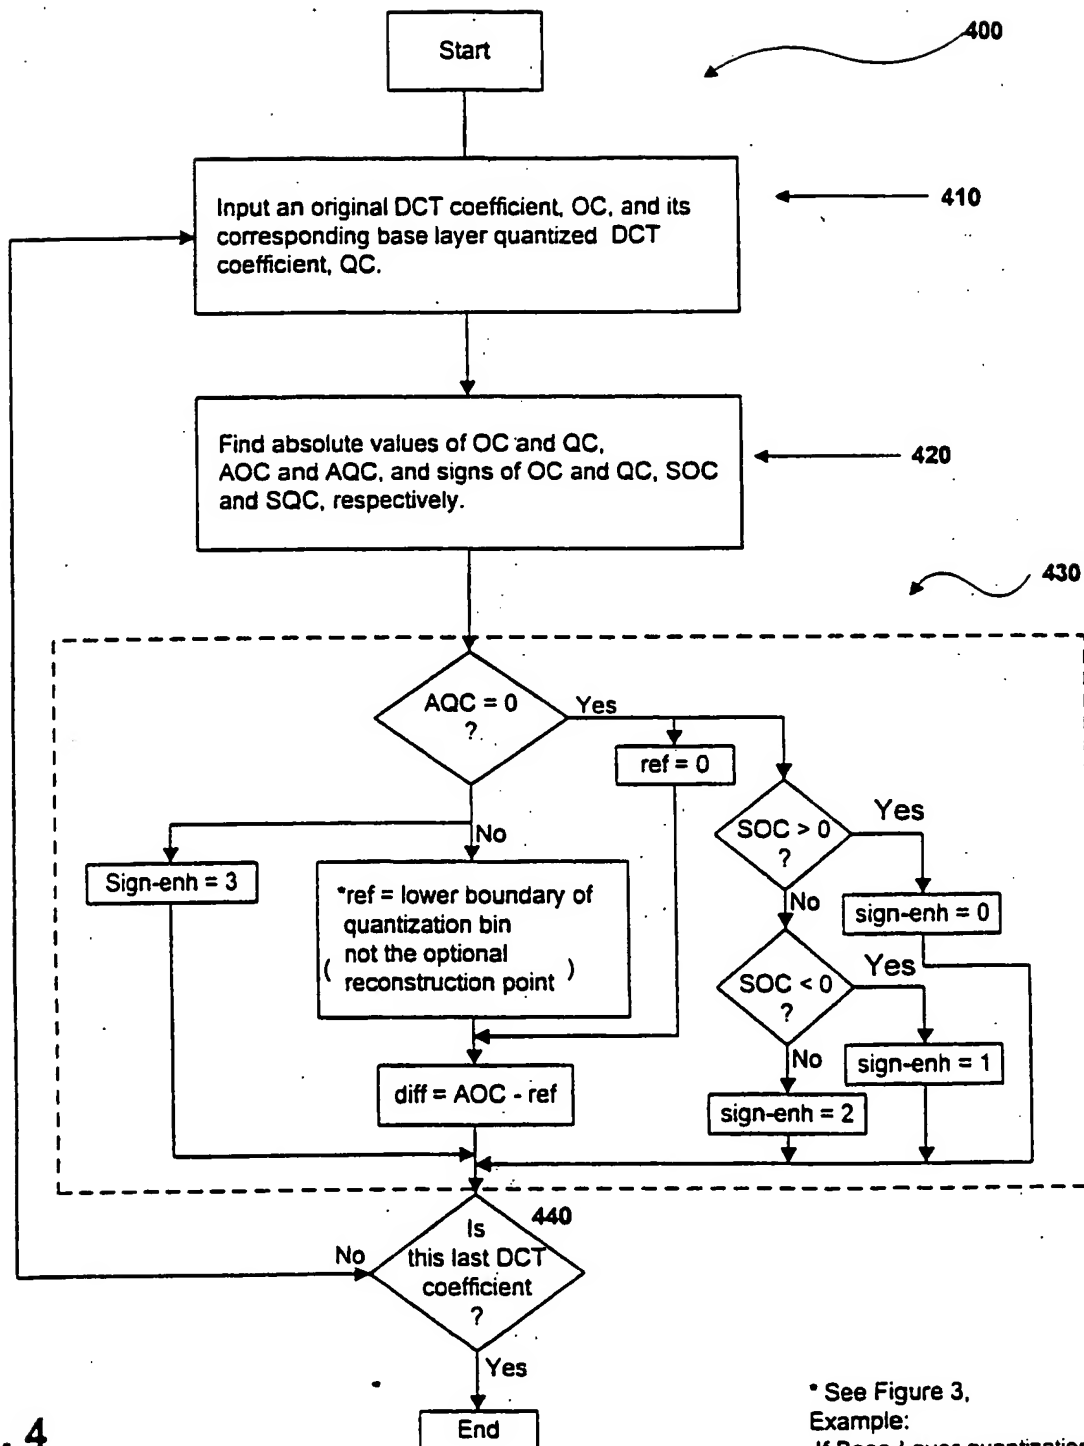 Start
400
Input an original DCT coefficient, OC, and its
corresponding base layer quantized DCT
coefficient, QC.
410
Find absolute values of OC and QC,
AOC and AQC, and signs of OC and QC, SOC
and SQC, respectively.
420
430
AQC = 0
?
Yes
ref = 0
No
Sign-enh = 3
*ref = lower boundary of
quantization bin
( not the optional
reconstruction point )
SOC > 0
?
Yes
No
sign-enh = 0
SOC < 0
?
Yes
No
sign-enh = 1
sign-enh = 2
diff = AOC - ref
440
Is
this last DCT
coefficient
?
No
Yes
End
* See Figure 3,
Example:
If Base Layer quantization
. 4